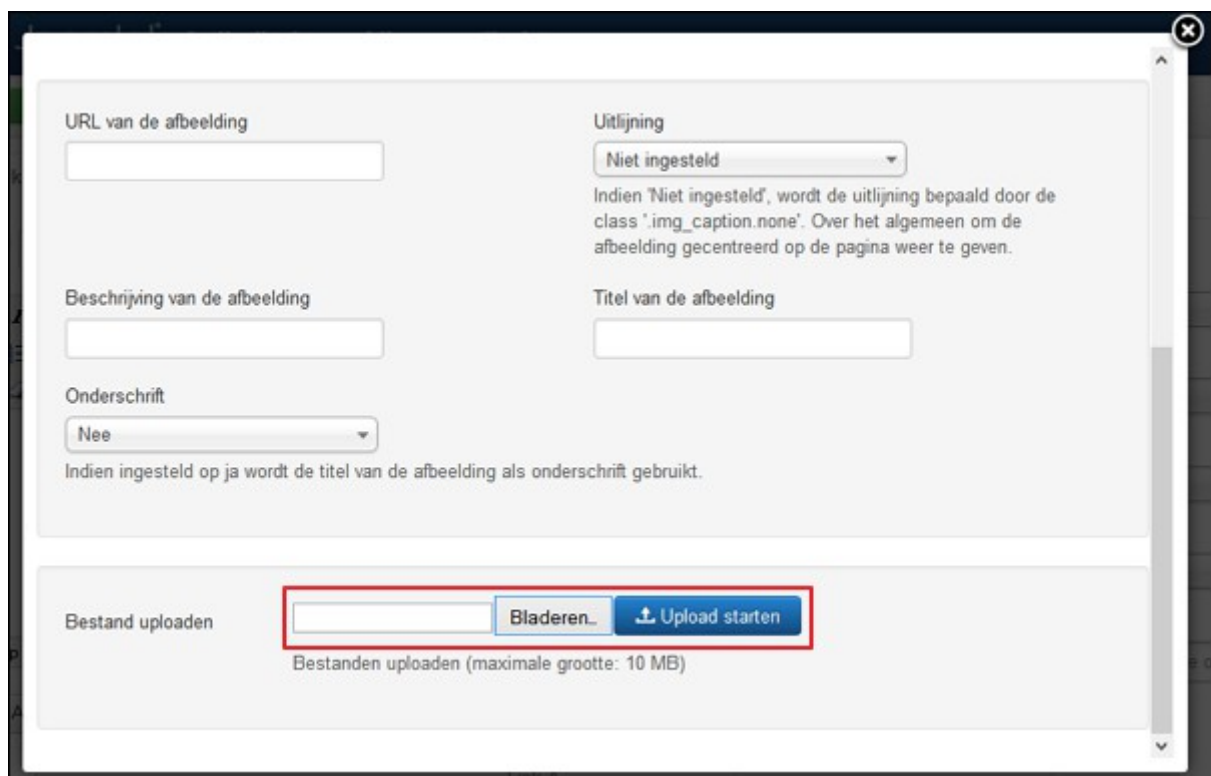 URL van de afbeelding
Uitlijning
Niet ingesteld
Indien 'Niet ingesteld', wordt de uitlijning bepaald door de
class '.img_caption.none'. Over het algemeen om de
afbeelding gecentreerd op de pagina weer te geven.
Beschrijving van de afbeelding
Titel van de afbeelding
Onderschrift
Nee
Indien ingesteld op ja wordt de titel van de afbeelding als onderschrift gebruikt.
Bestand uploaden
Bladeren...
Upload starten
Bestanden uploaden (maximale grootte: 10 MB)